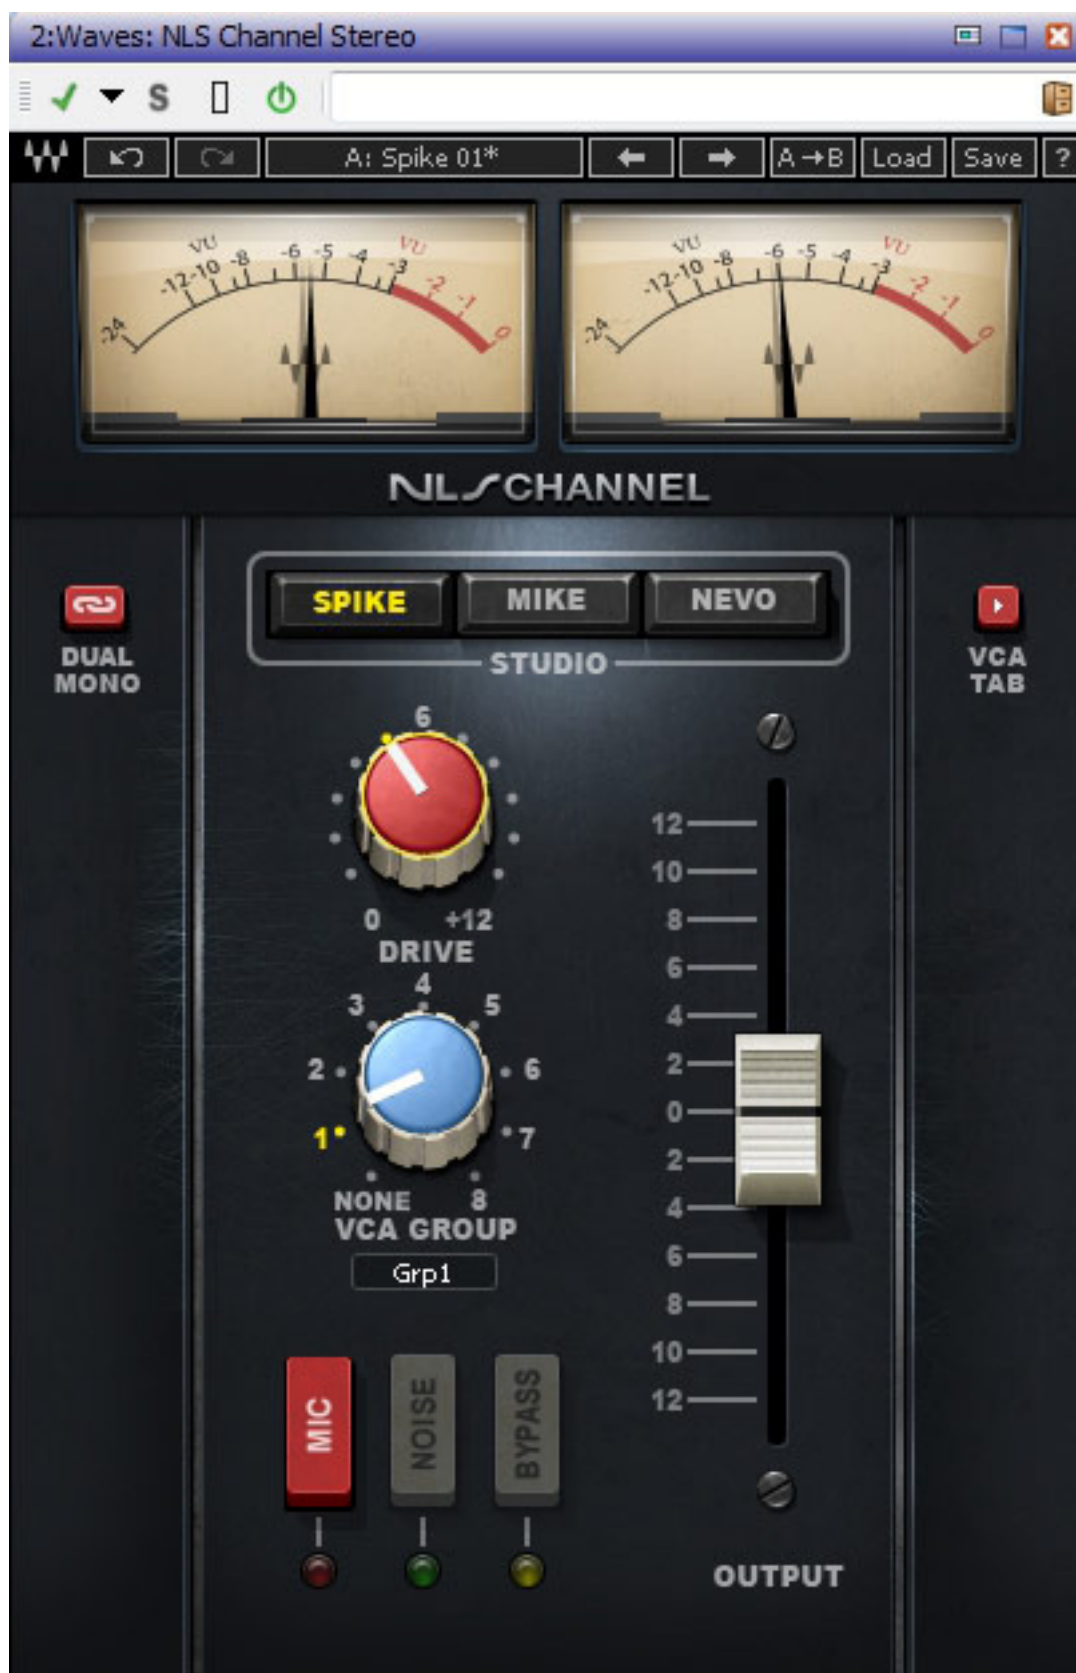 2:Waves: NLS Channel Stereo
S
A: Spike 01* A→B Load Save ?
VU VU
-24 -12 -10 -8 -6 -5 -4 -3 -2 -1 0
VU VU
-24 -12 -10 -8 -6 -5 -4 -3 -2 -1 0
NLS CHANNEL
SPIKE MIKE NEVO
STUDIO
DUAL
MONO
VCA
TAB
6
0 +12
DRIVE
4
3 5
2 6
1 7
NONE 8
VCA GROUP
Grp1
12
10
8
6
4
2
0
2
4
6
8
10
12
MIC NOISE BYPASS
OUTPUT